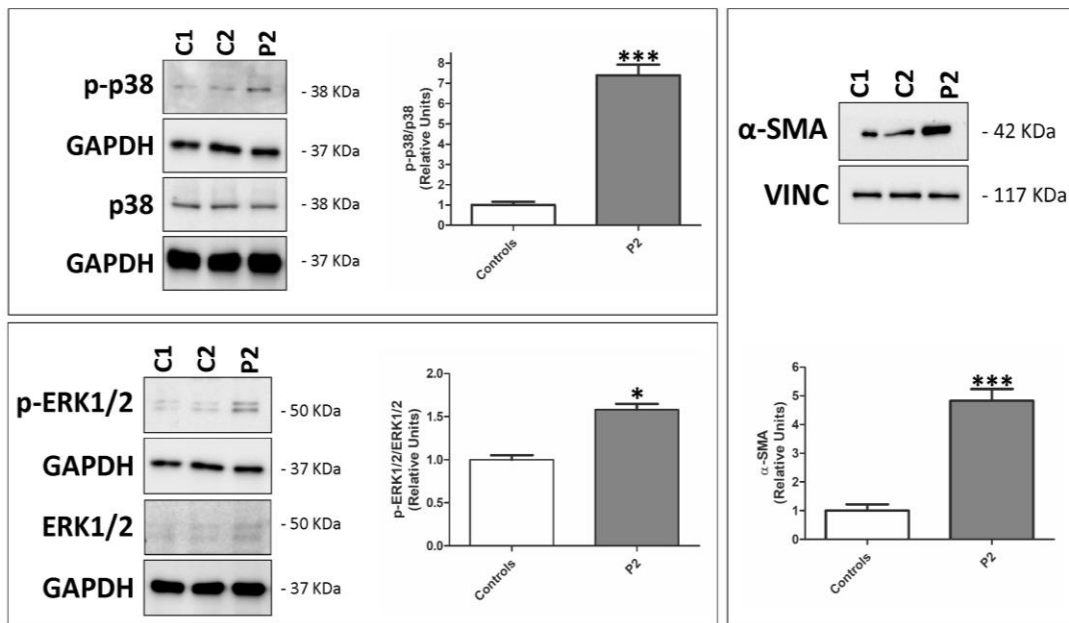 C1 C2 P2
p-p38
- 38 KDa
GAPDH
- 37 KDa
p38
- 38 KDa
GAPDH
- 37 KDa
p-p38/p38
(Relative Units)
8
7
6
5
4
3
2
1
0
***
Controls
P2
C1 C2 P2
α-SMA
- 42 KDa
VINC
- 117 KDa
C1 C2 P2
p-ERK1/2
- 50 KDa
GAPDH
- 37 KDa
ERK1/2
- 50 KDa
GAPDH
- 37 KDa
p-ERK1/2/ERK1/2
(Relative Units)
2.0
1.5
1.0
0.5
0.0
*
Controls
P2
α-SMA
(Relative Units)
6
5
4
3
2
1
0
***
Controls
P2